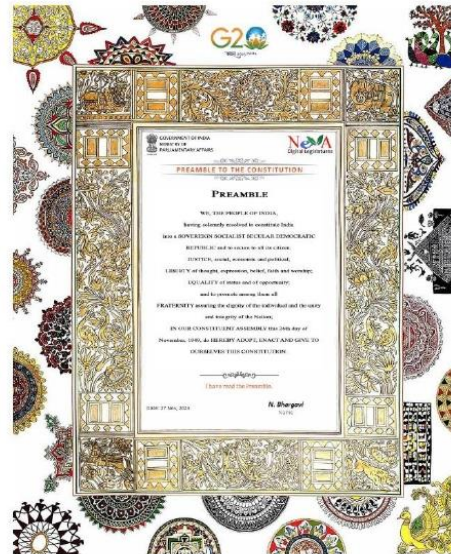 G20
GOVERNMENT OF INDIA
MINISTRY OF
PARLIAMENTARY AFFAIRS
NeVA
Digital Legislatures
PREAMBLE TO THE CONSTITUTION
PREAMBLE
WE, THE PEOPLE OF INDIA,
having solemnly resolved to constitute India
into a SOVEREIGN SOCIALIST SECULAR DEMOCRATIC
REPUBLIC and to secure to all its citizens
JUSTICE, social, economic and political;
LIBERTY of thought, expression, belief, faith and worship;
EQUALITY of status and of opportunity;
and to promote among them all
FRATERNITY assuring the dignity of the individual and the unity
and integrity of the Nation;
IN OUR CONSTITUENT ASSEMBLY this 26th day of
November, 1949, do HEREBY ADOPT, ENACT AND GIVE TO
OURSELVES THIS CONSTITUTION
I have read the Preamble.
N. Bhargavi
Name